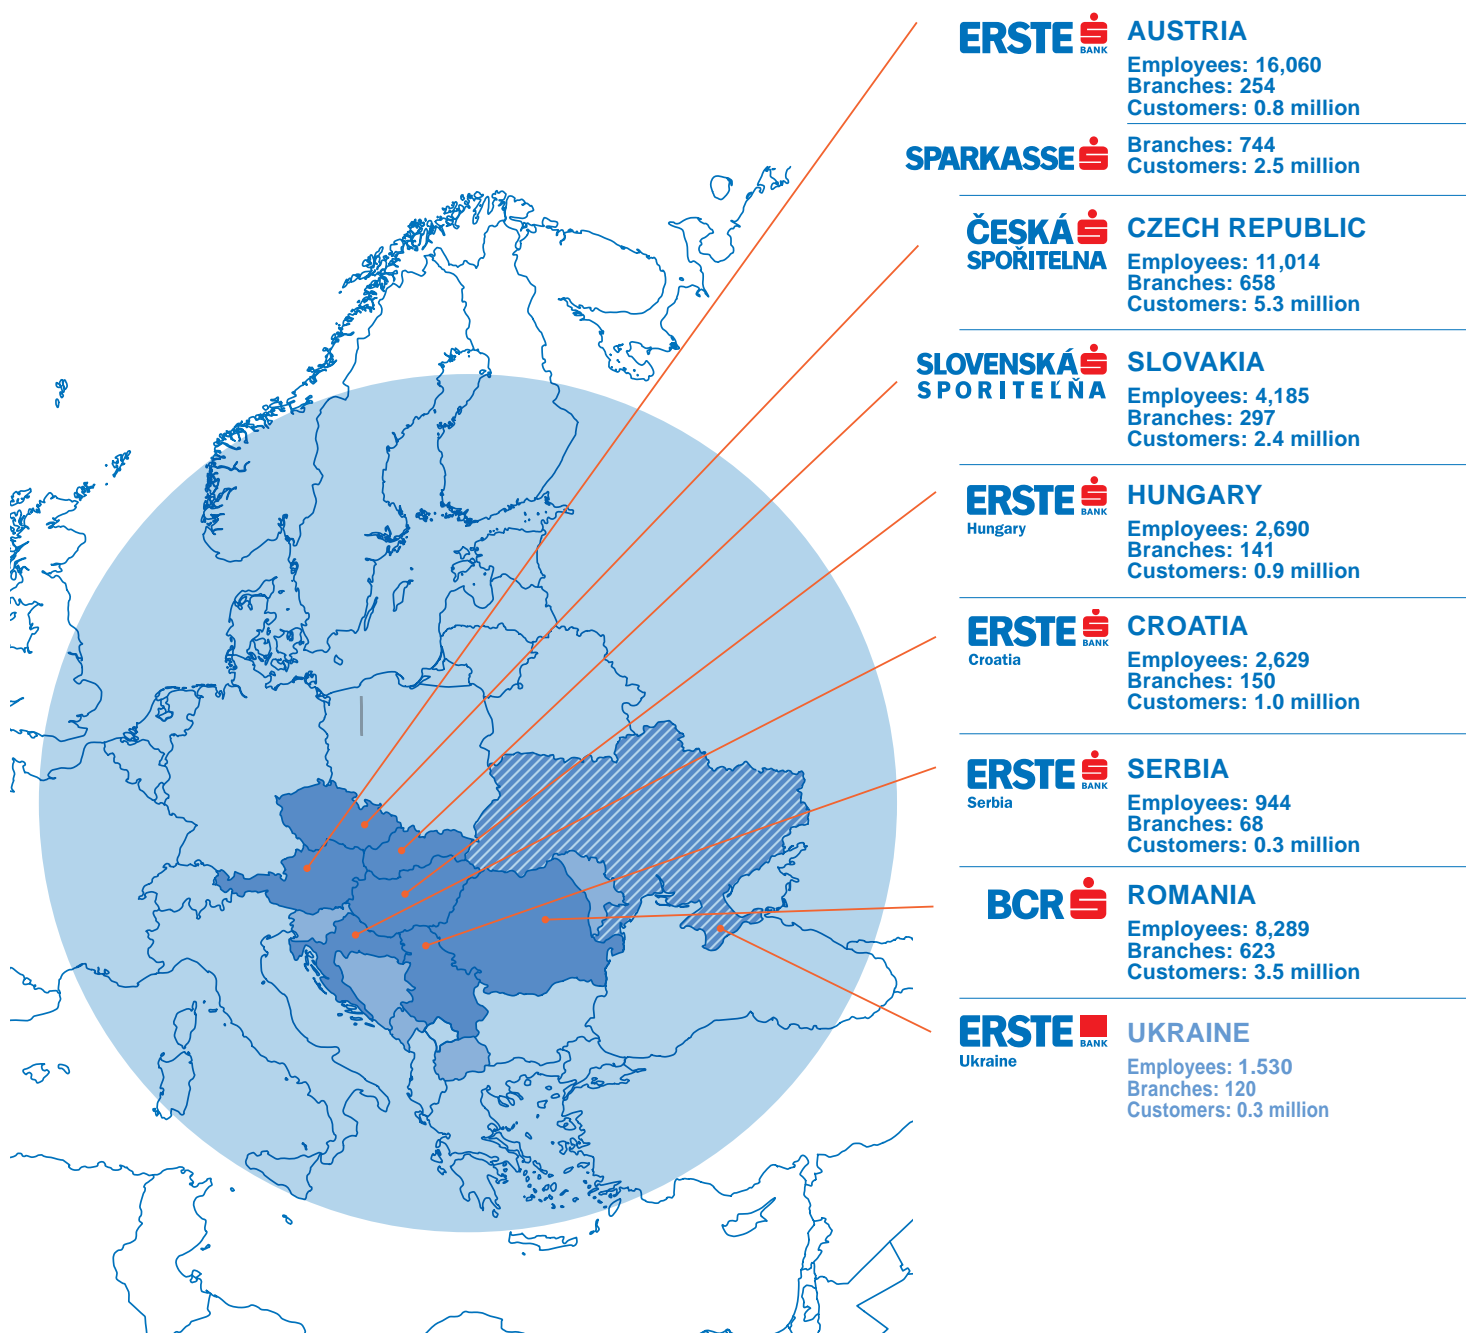 ERSTE BANK
AUSTRIA
Employees: 16,060
Branches: 254
Customers: 0.8 million
SPARKASSE
Branches: 744
Customers: 2.5 million
ČESKÁ
SPOŘITELNA
CZECH REPUBLIC
Employees: 11,014
Branches: 658
Customers: 5.3 million
SLOVENSKÁ
SPORITEĽŇA
SLOVAKIA
Employees: 4,185
Branches: 297
Customers: 2.4 million
ERSTE BANK
Hungary
HUNGARY
Employees: 2,690
Branches: 141
Customers: 0.9 million
ERSTE BANK
Croatia
CROATIA
Employees: 2,629
Branches: 150
Customers: 1.0 million
ERSTE BANK
Serbia
SERBIA
Employees: 944
Branches: 68
Customers: 0.3 million
BCR
ROMANIA
Employees: 8,289
Branches: 623
Customers: 3.5 million
ERSTE BANK
Ukraine
UKRAINE
Employees: 1.530
Branches: 120
Customers: 0.3 million